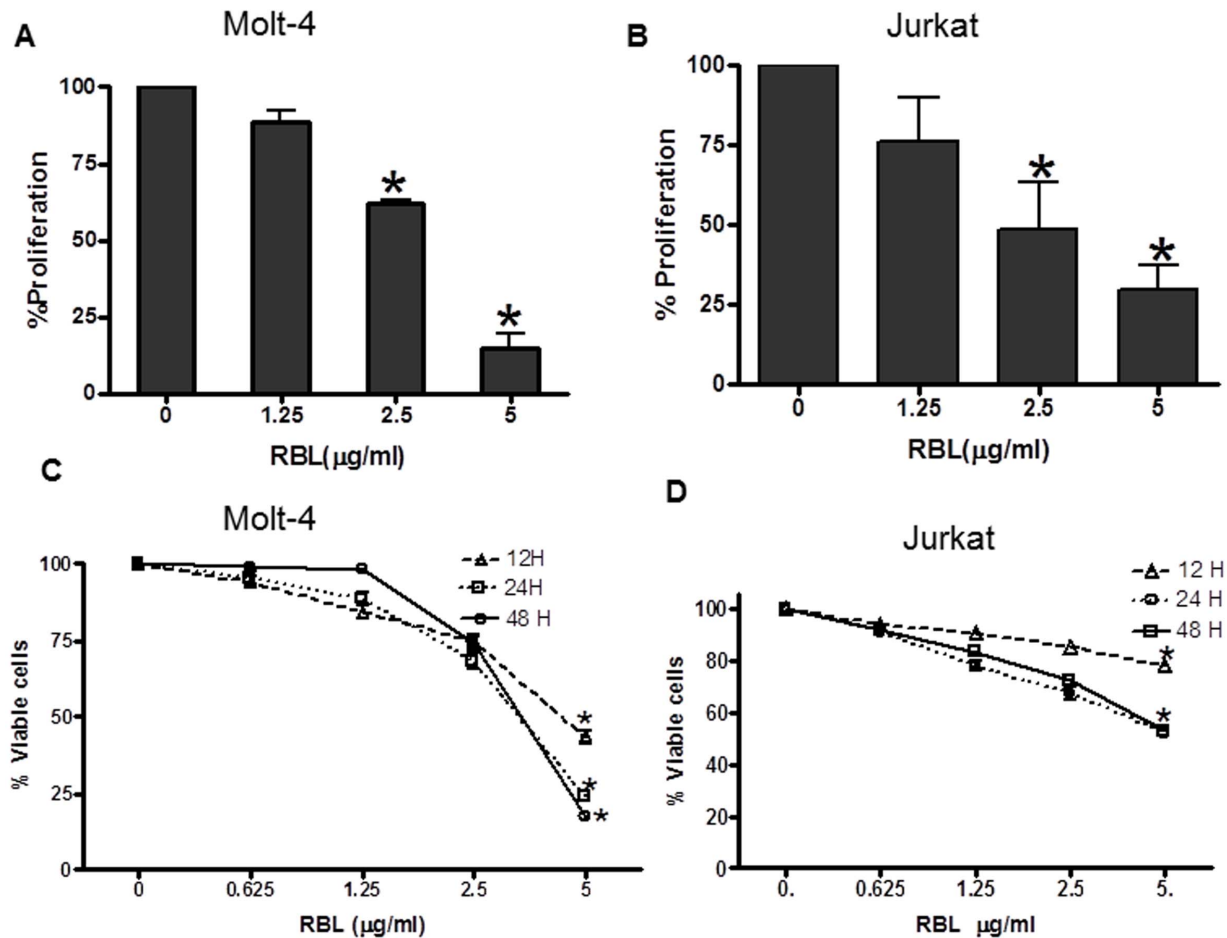 A
Molt-4
%Proliferation
100
75
50
25
0
0 1.25 2.5 5
* *
RBL(µg/ml)
B
Jurkat
% Proliferation
100
75
50
25
0
0 1.25 2.5 5
* *
RBL(µg/ml)
C
Molt-4
12H
24H
48 H
% Viable cells
100
75
50
25
0
* * *
0 0.625 1.25 2.5 5
RBL (µg/ml)
D
Jurkat
12 H
24 H
48 H
% Viable cells
100
80
60
40
20
0
* *
0. 0.625 1.25 2.5 5.
RBL µg/ml